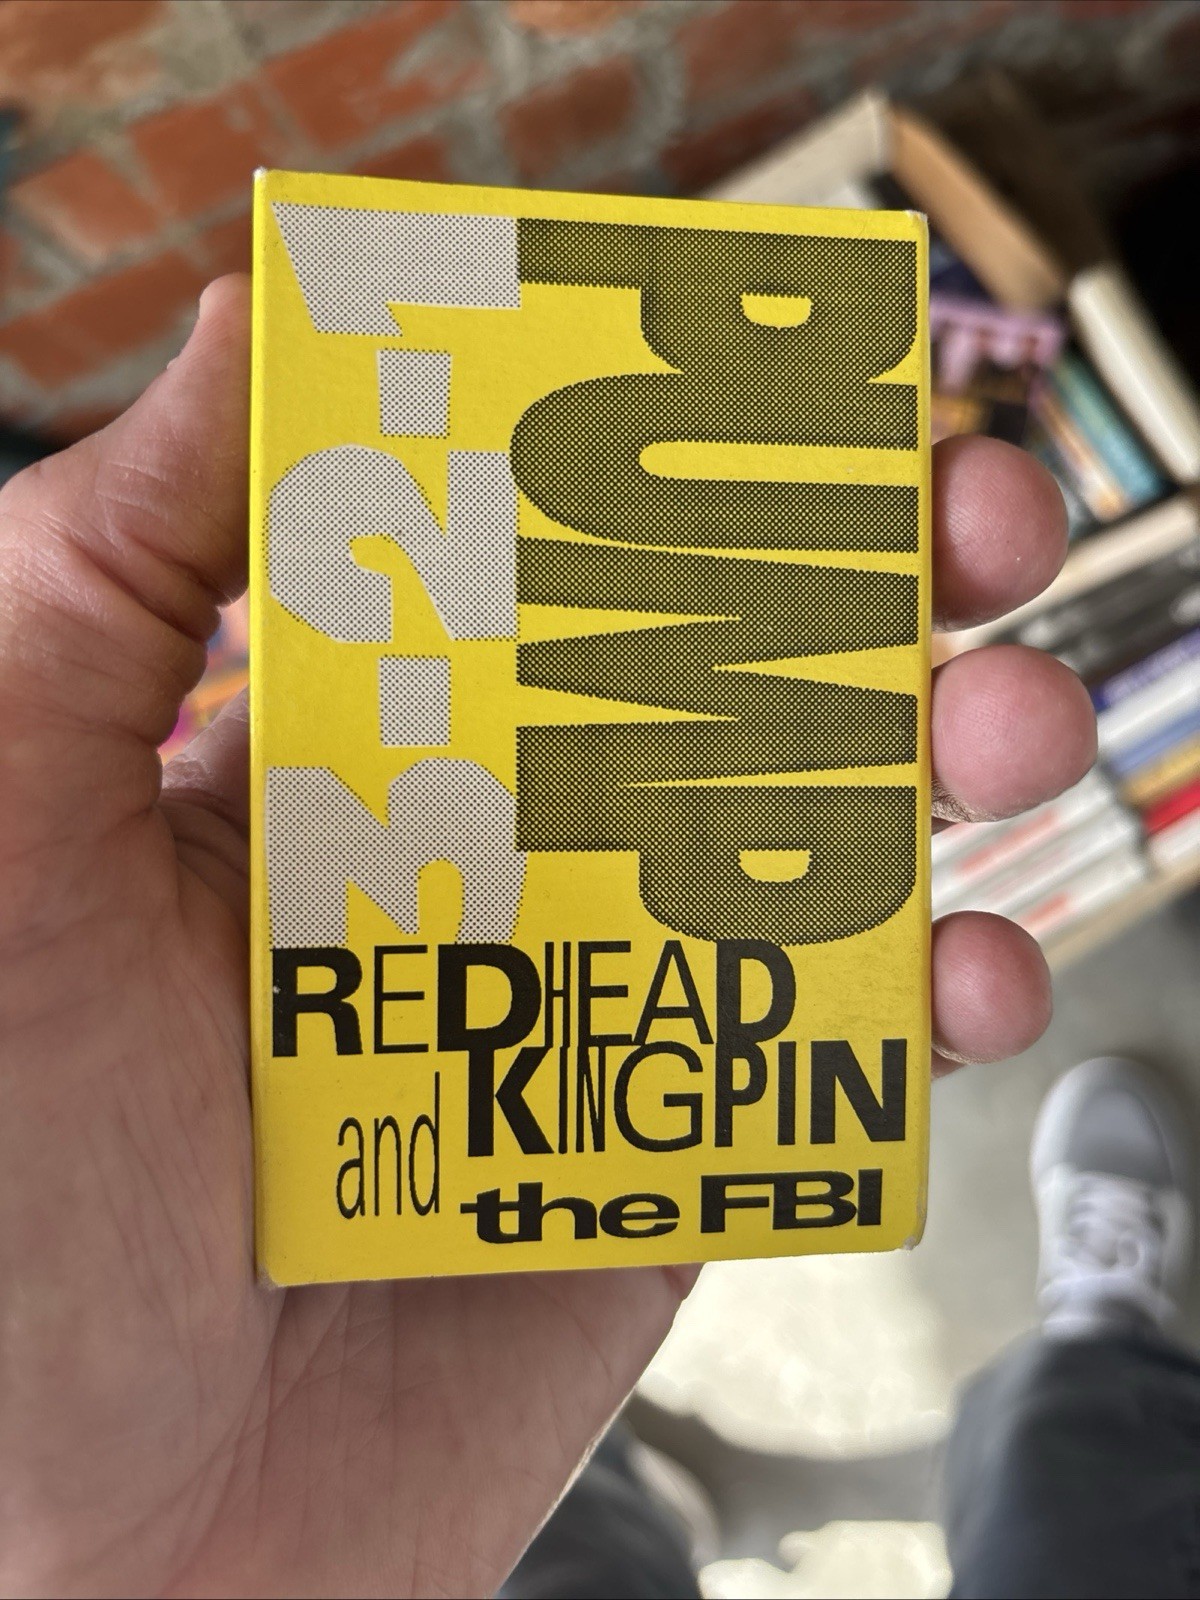 3-2-1
PUMP
REDHEAD
KINGPIN
and the FBI